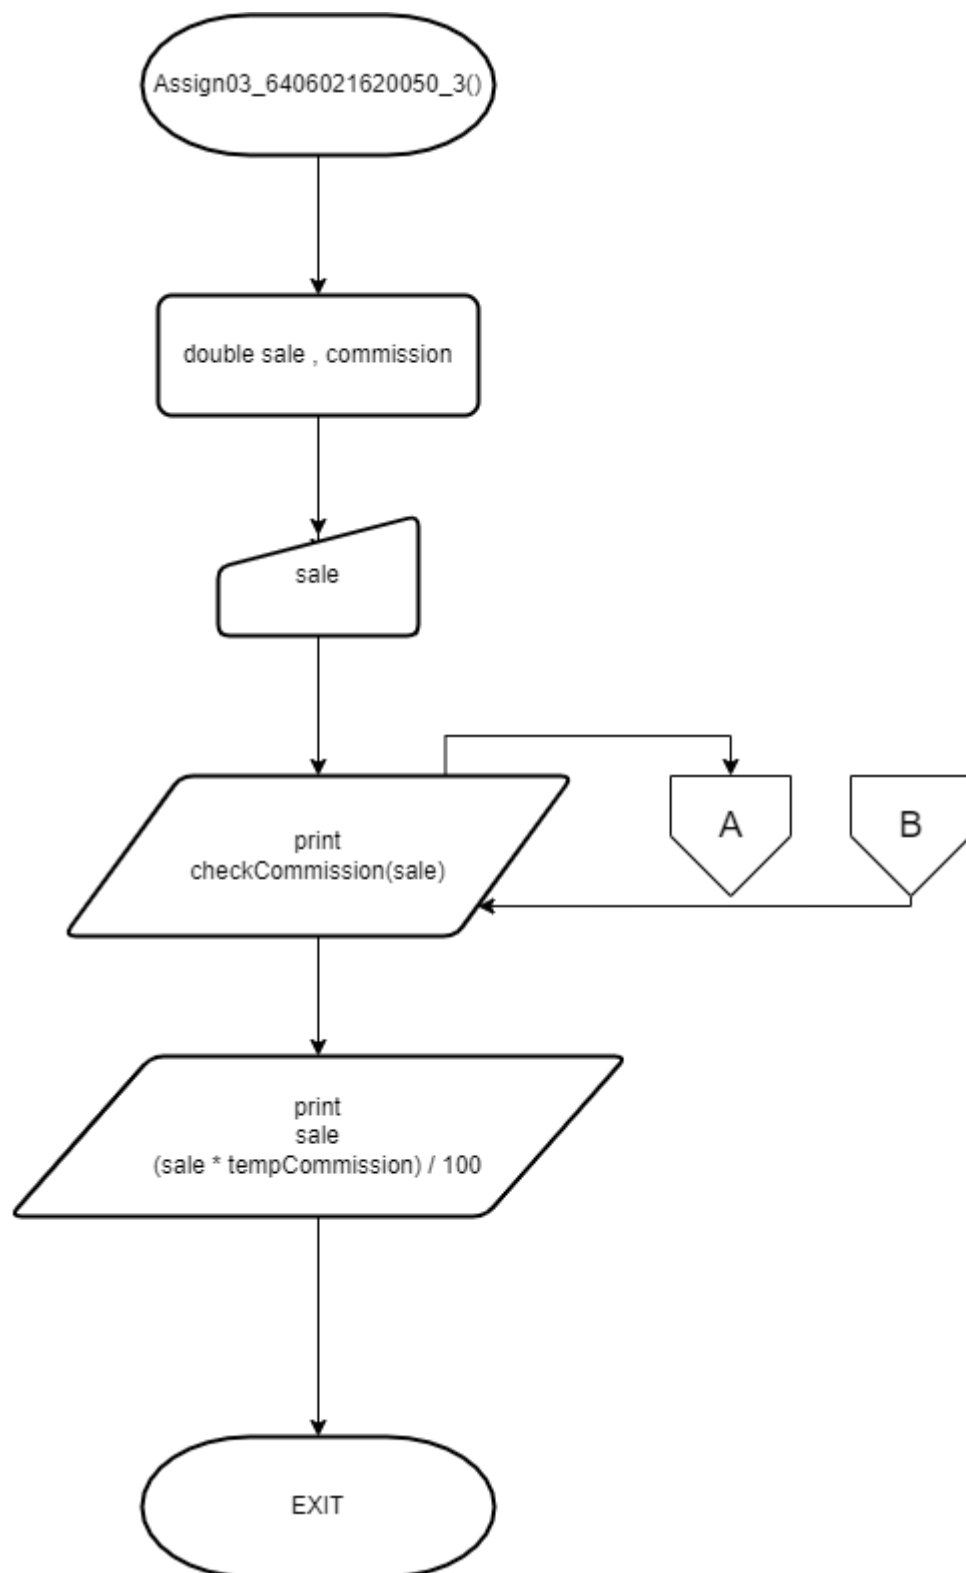 Assign03_6406021620050_3()
double sale , commission
sale
print
checkCommission(sale)
A
B
print
sale
(sale * tempCommission) / 100
EXIT